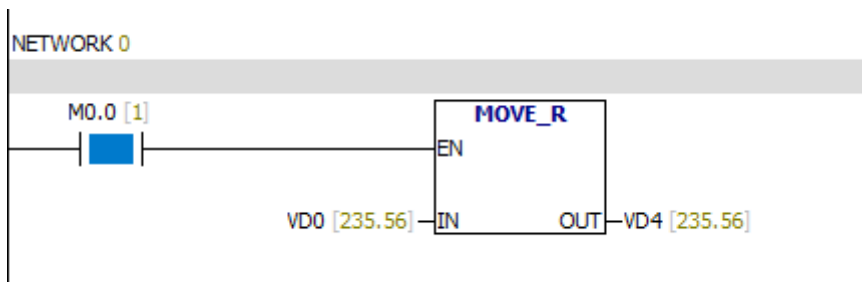 NETWORK 0
M0.0 [1]
MOVE_R
EN
VD0 [235.56] IN OUT VD4 [235.56]